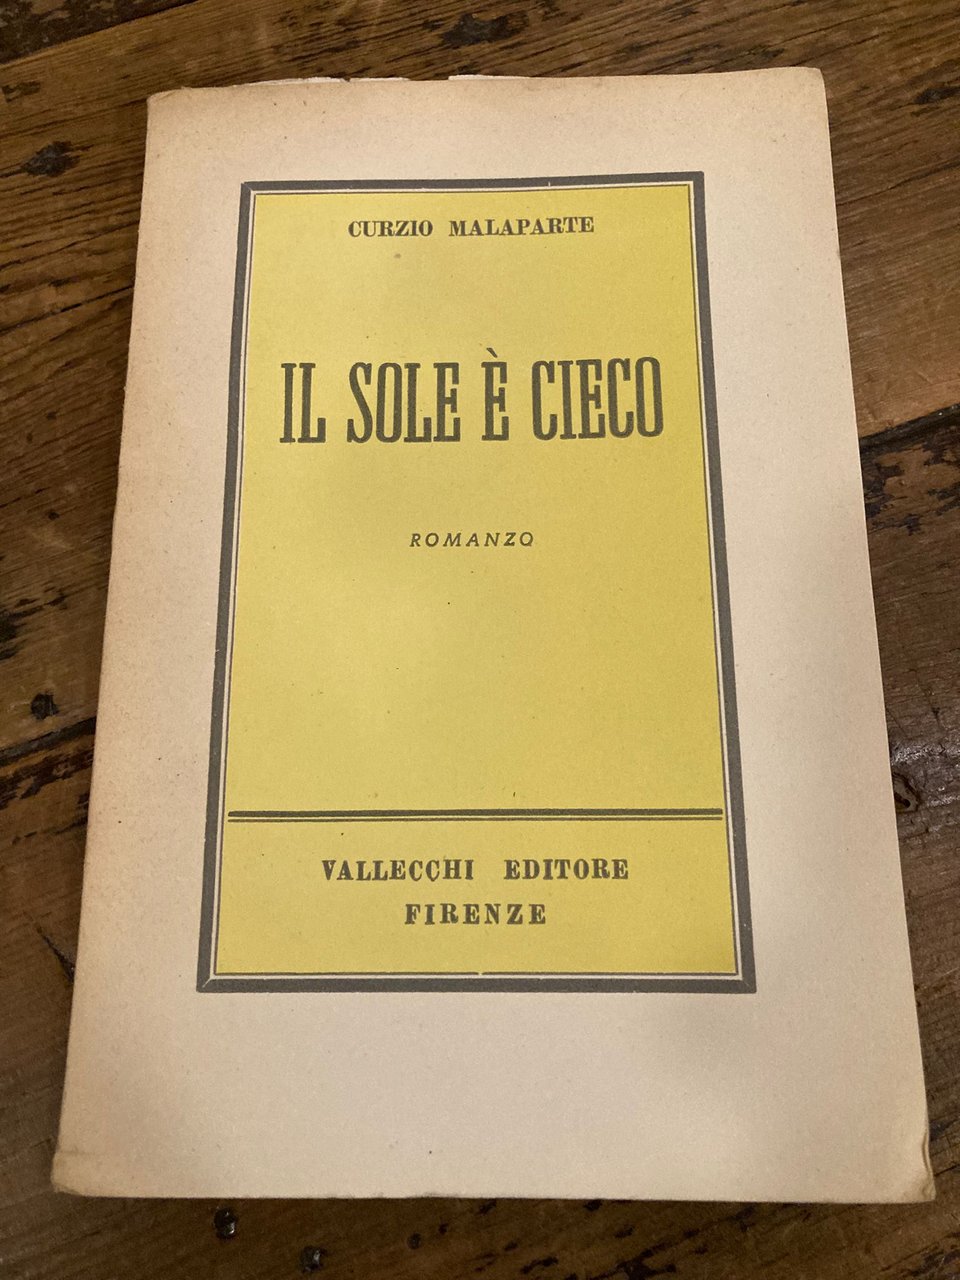 CURZIO MALAPARTE
IL SOLE È CIECO
ROMANZO
VALLECCHI EDITORE
FIRENZE